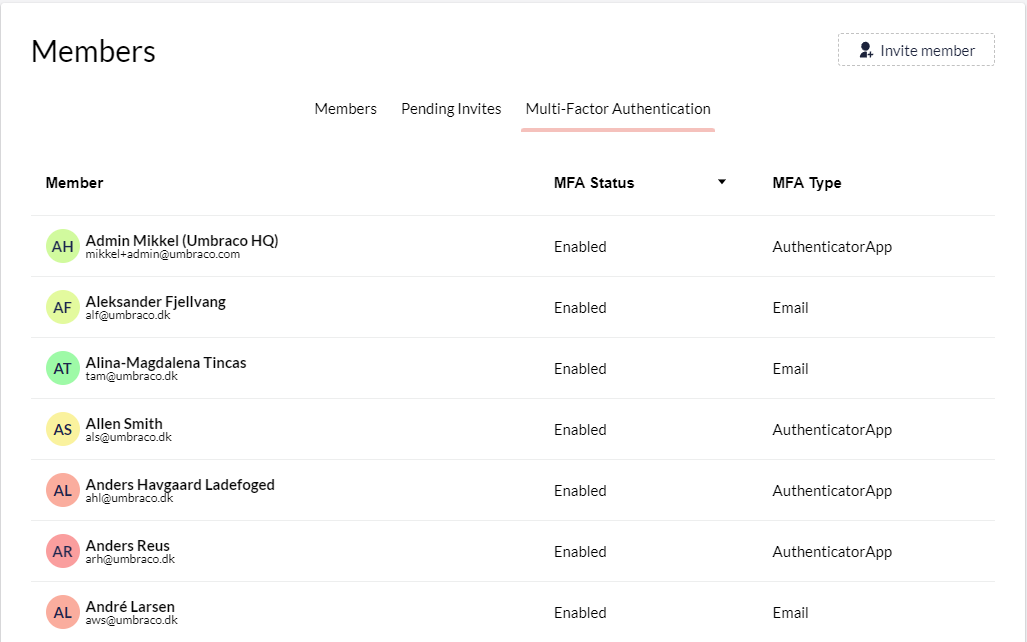 Members
Invite member
Members Pending Invites Multi-Factor Authentication
Member MFA Status MFA Type
AH Admin Mikkel (Umbraco HQ) Enabled AuthenticatorApp
mikkel+admin@umbraco.com
AF Aleksander Fjellvang Enabled Email
alf@umbraco.dk
AT Alina-Magdalena Tincas Enabled Email
tam@umbraco.dk
AS Allen Smith Enabled AuthenticatorApp
als@umbraco.dk
AL Anders Havgaard Ladefoged Enabled AuthenticatorApp
ahl@umbraco.dk
AR Anders Reus Enabled AuthenticatorApp
arh@umbraco.dk
AL André Larsen Enabled Email
aws@umbraco.dk